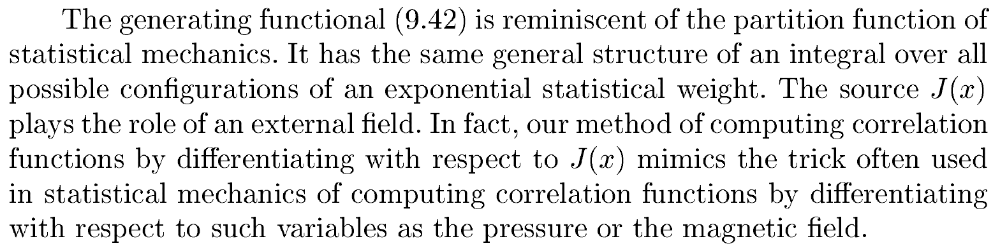 The generating functional (9.42) is reminiscent of the partition function of
statistical mechanics. It has the same general structure of an integral over all
possible configurations of an exponential statistical weight. The source J(x)
plays the role of an external field. In fact, our method of computing correlation
functions by differentiating with respect to J(x) mimics the trick often used
in statistical mechanics of computing correlation functions by differentiating
with respect to such variables as the pressure or the magnetic field.